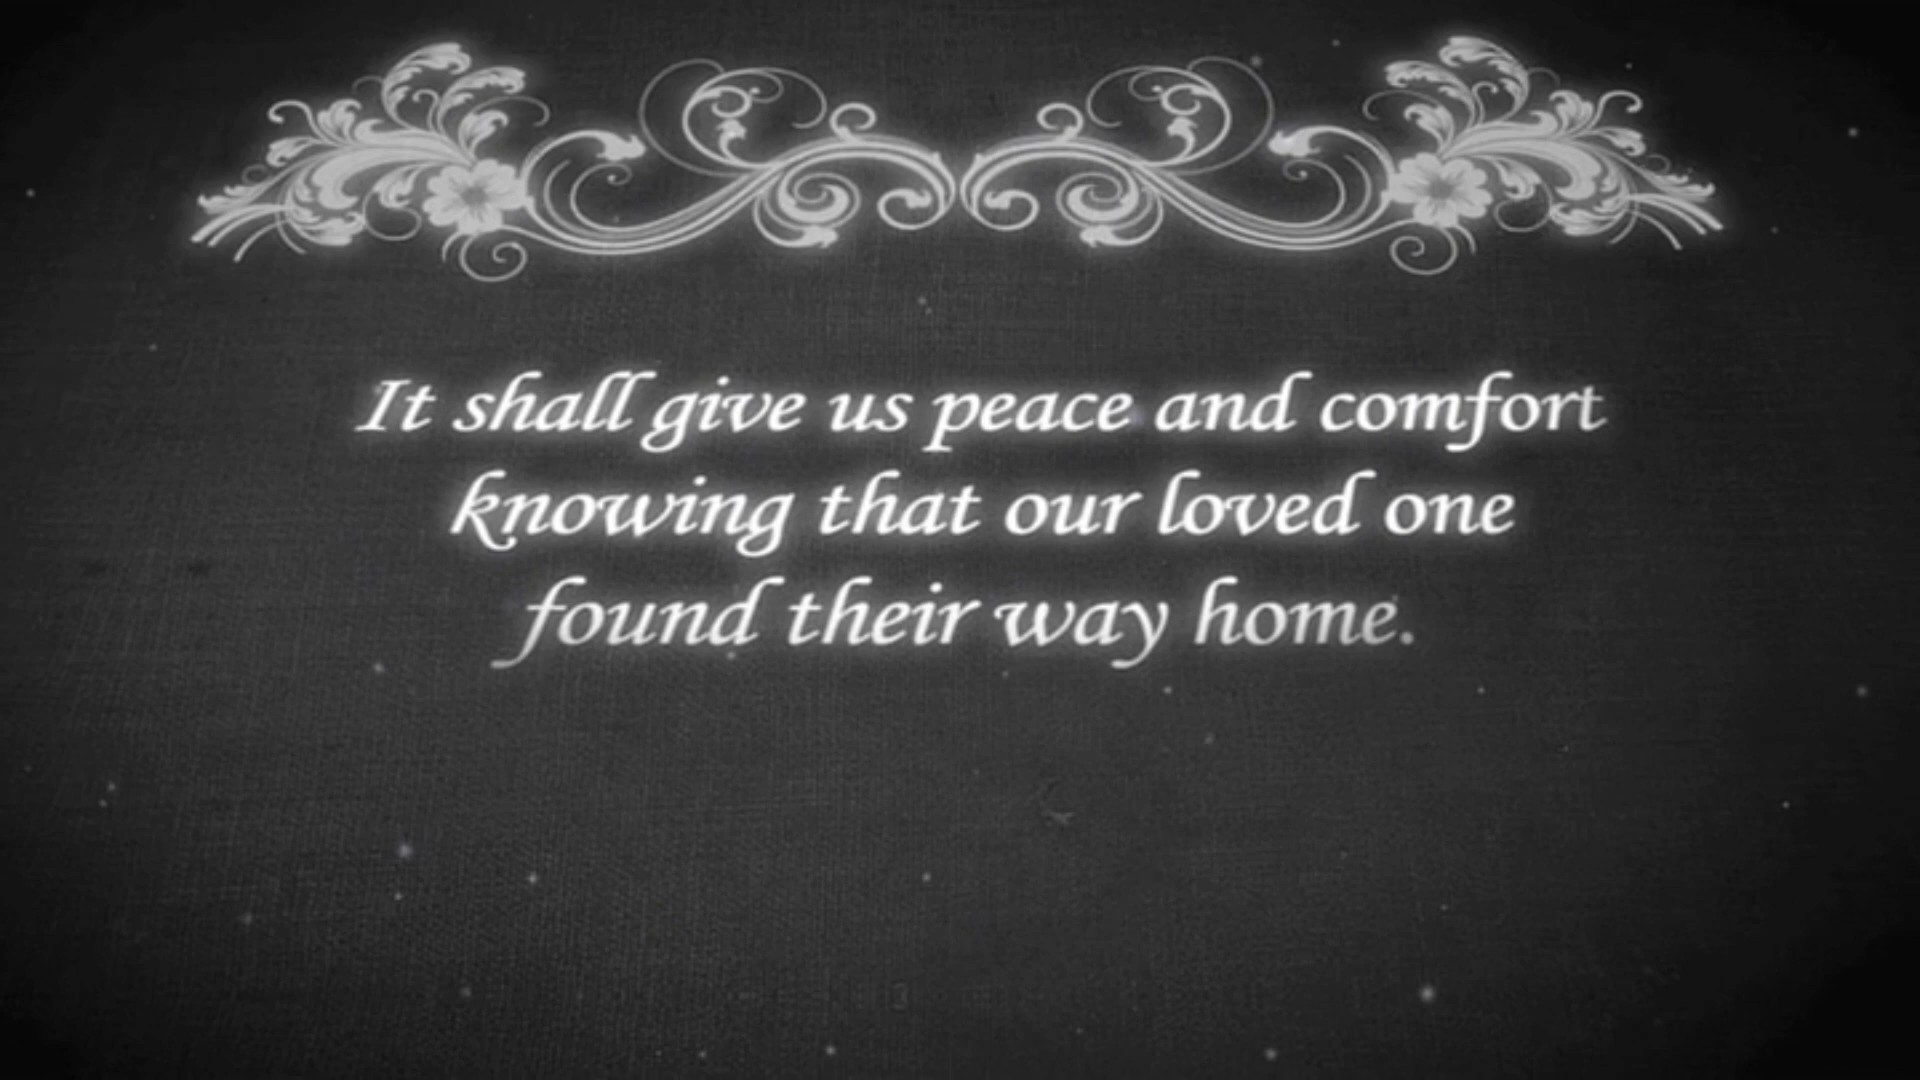 It shall give us peace and comfort
knowing that our loved one
found their way home.